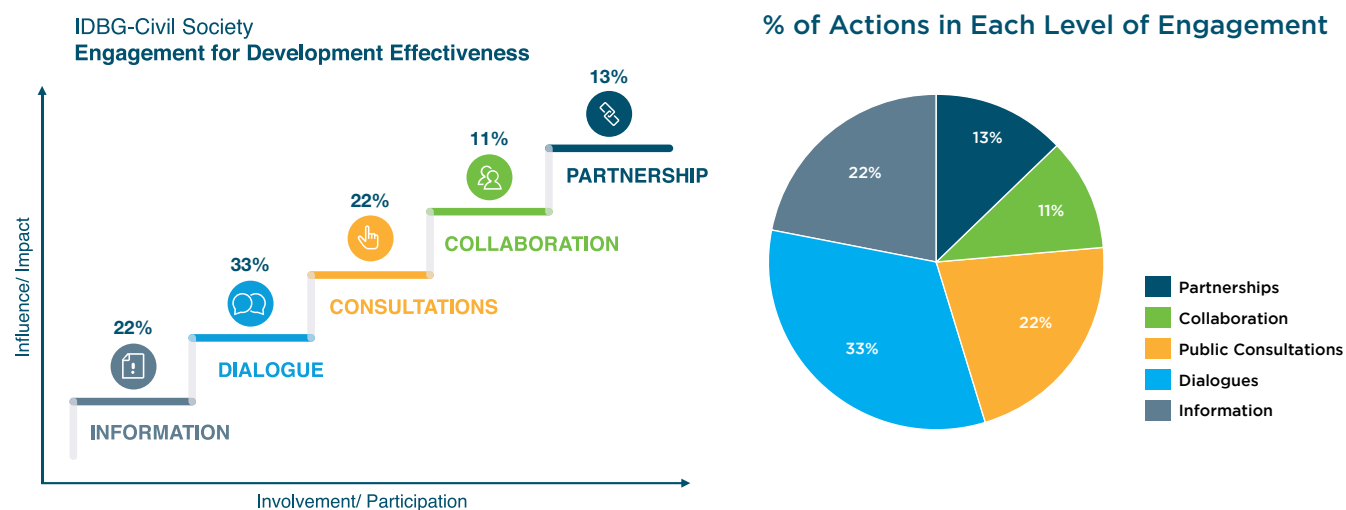 IDBG-Civil Society
Engagement for Development Effectiveness
13%
PARTNERSHIP
11%
COLLABORATION
22%
CONSULTATIONS
33%
DIALOGUE
22%
INFORMATION
Influence/ Impact
Involvement/ Participation
% of Actions in Each Level of Engagement
13%
11%
22%
33%
22%
Partnerships
Collaboration
Public Consultations
Dialogues
Information